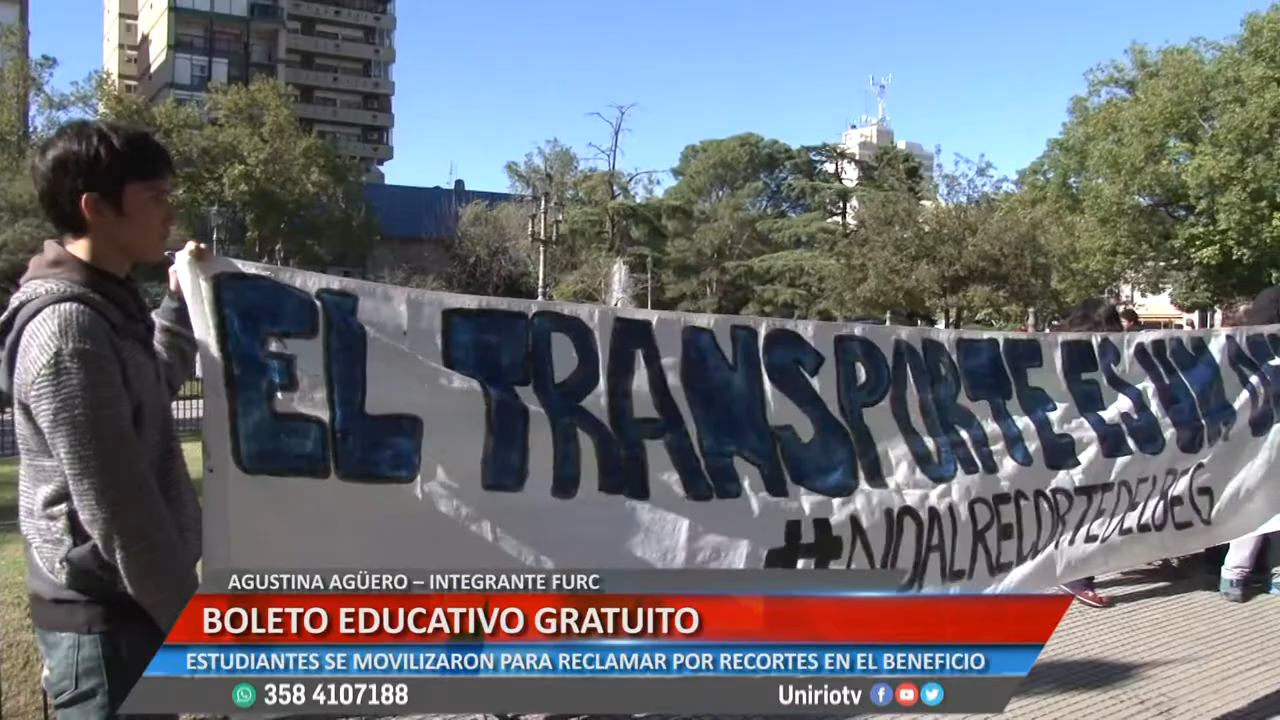 EL TRANSPORTE ES UN
#NOALRECORTEDELBEG
AGUSTINA AGÜERO – INTEGRANTE FURC
BOLETO EDUCATIVO GRATUITO
ESTUDIANTES SE MOVILIZARON PARA RECLAMAR POR RECORTES EN EL BENEFICIO
358 4107188
Uniriotv